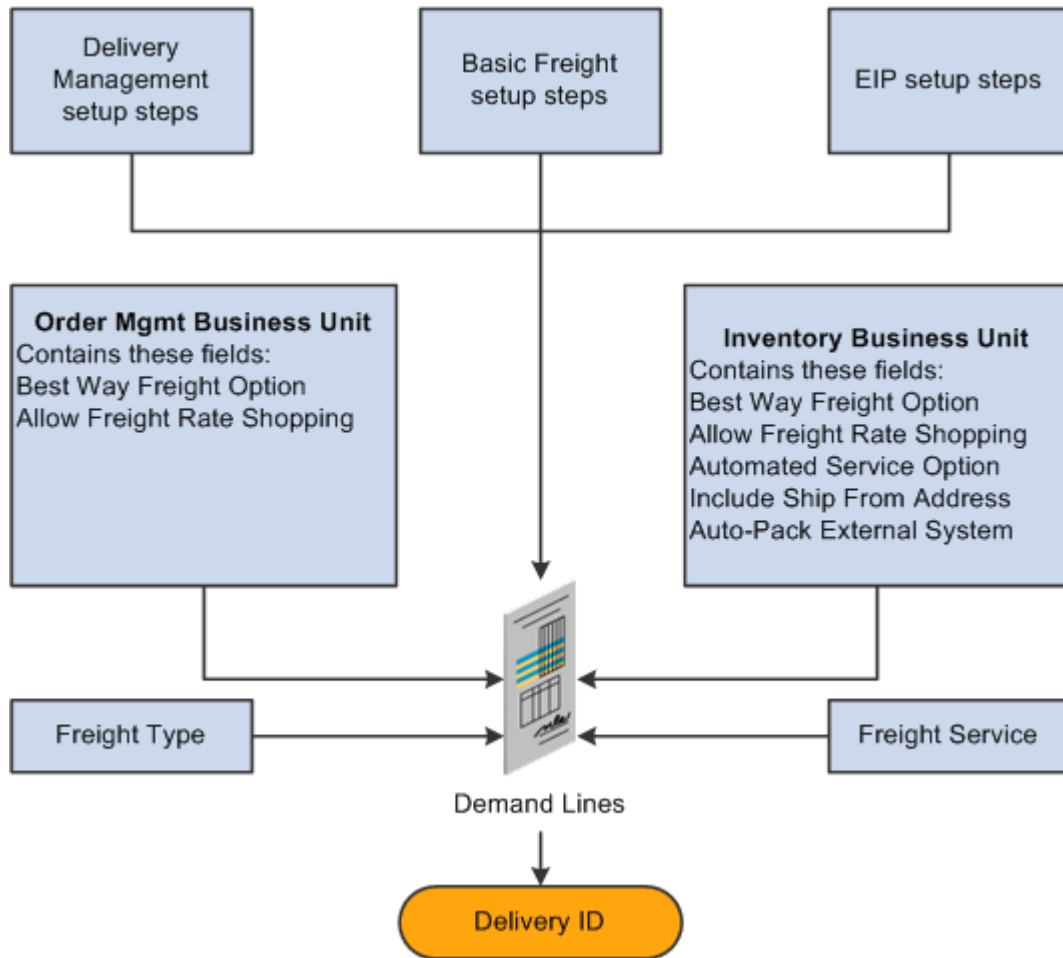 Delivery
Management
setup steps
Basic Freight
setup steps
EIP setup steps
Order Mgmt Business Unit
Contains these fields:
Best Way Freight Option
Allow Freight Rate Shopping
Inventory Business Unit
Contains these fields:
Best Way Freight Option
Allow Freight Rate Shopping
Automated Service Option
Include Ship From Address
Auto-Pack External System
Freight Type
Freight Service
Demand Lines
Delivery ID